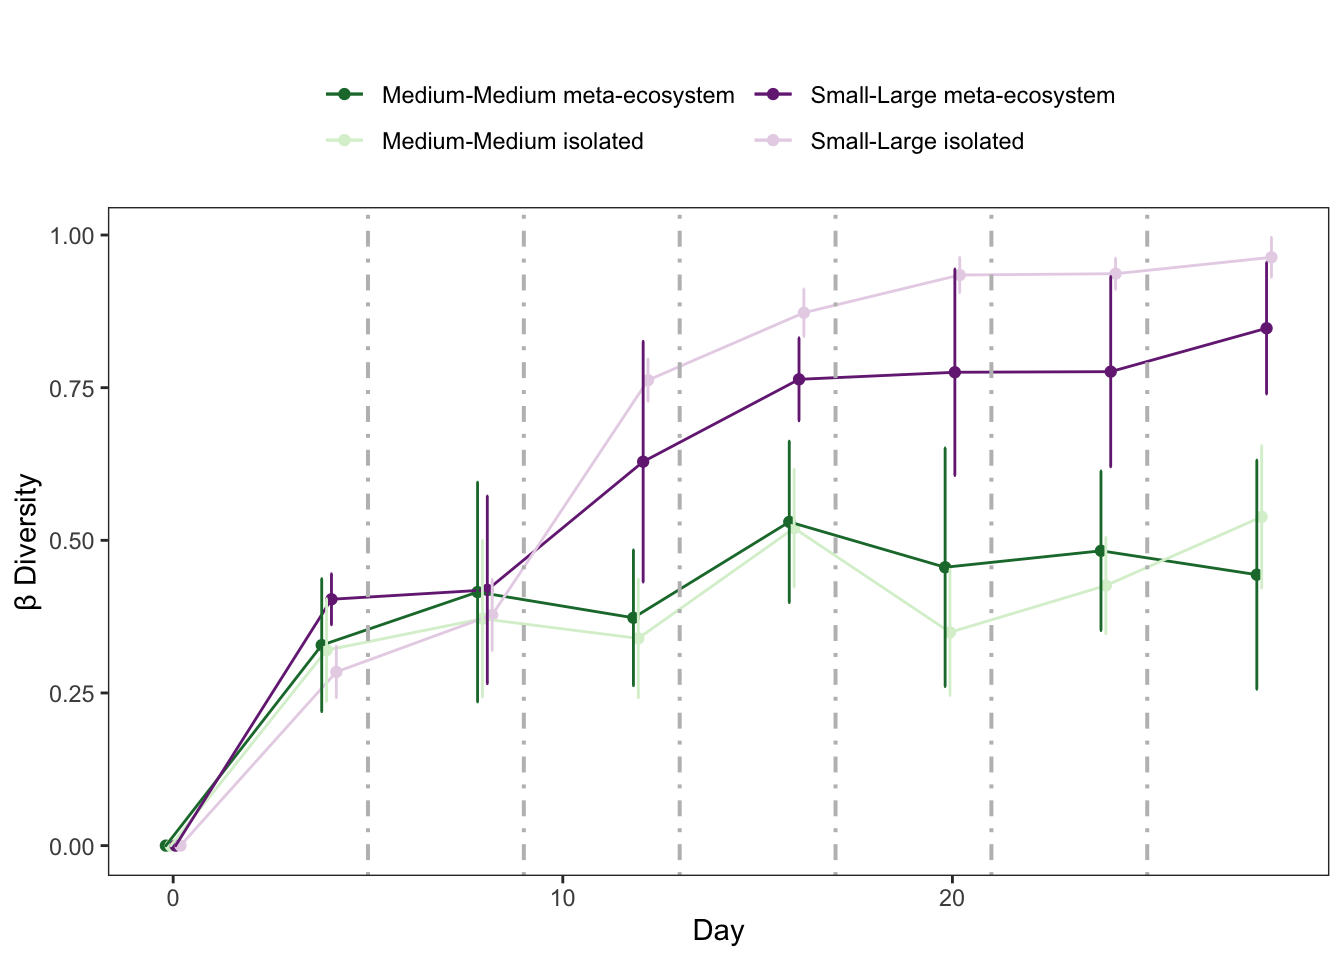 Medium-Medium meta-ecosystem Small-Large meta-ecosystem
Medium-Medium isolated Small-Large isolated
1.00
0.75
0.50
0.25
0.00
β Diversity
0 10 20
Day